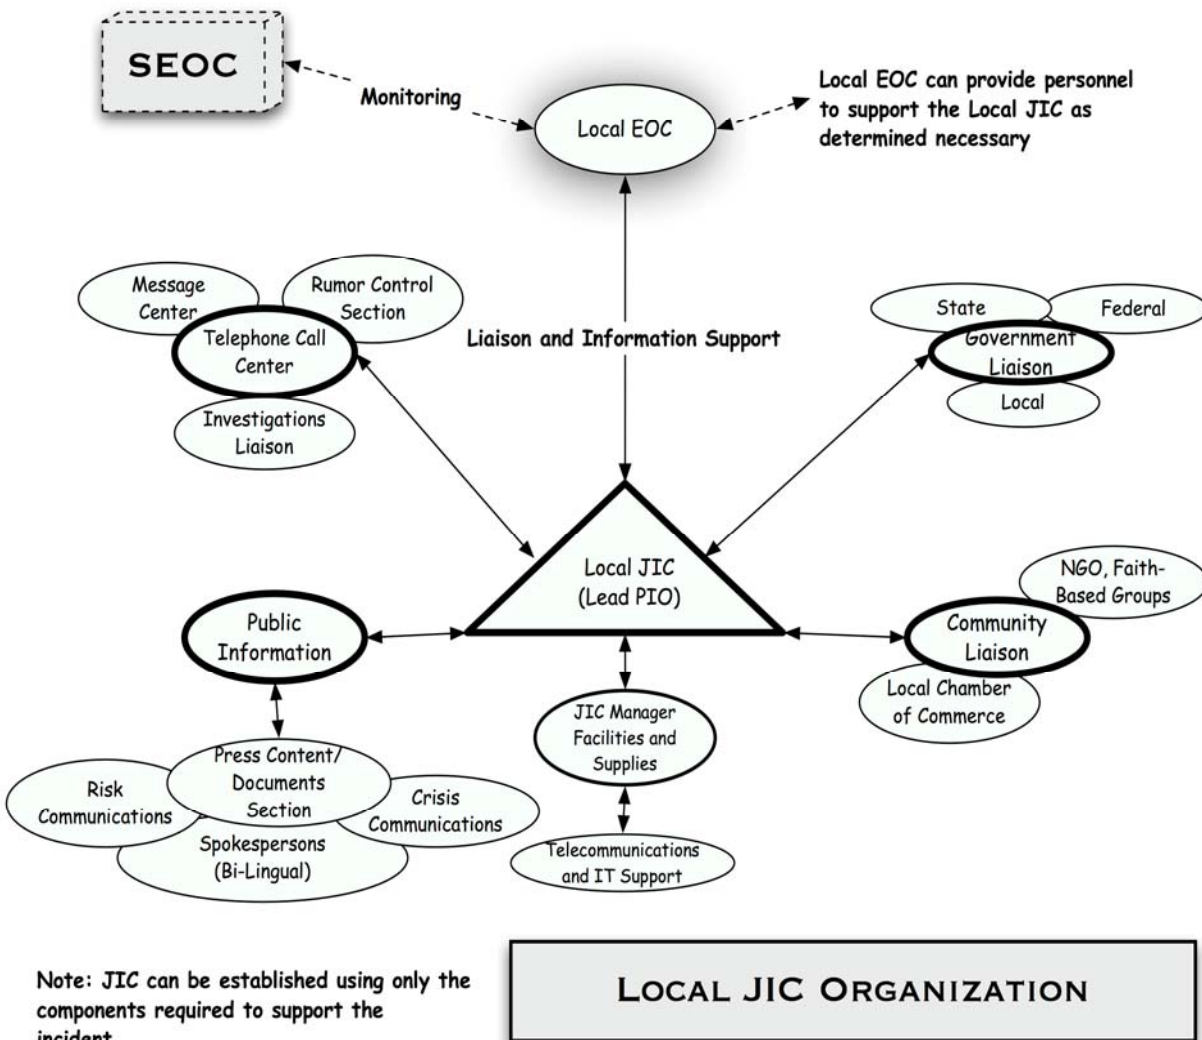 SEOC
Monitoring
Local EOC
Local EOC can provide personnel
to support the Local JIC as
determined necessary
Message
Center
Rumor Control
Section
Telephone Call
Center
Investigations
Liaison
Liaison and Information Support
State
Federal
Government
Liaison
Local
Local JIC
(Lead PIO)
NGO, Faith-
Based Groups
Community
Liaison
Local Chamber
of Commerce
Public
Information
JIC Manager
Facilities and
Supplies
Press Content/
Documents
Section
Risk
Communications
Crisis
Communications
Spokespersons
(Bi-Lingual)
Telecommunications
and IT Support
Note: JIC can be established using only the
components required to support the
incident
LOCAL JIC ORGANIZATION